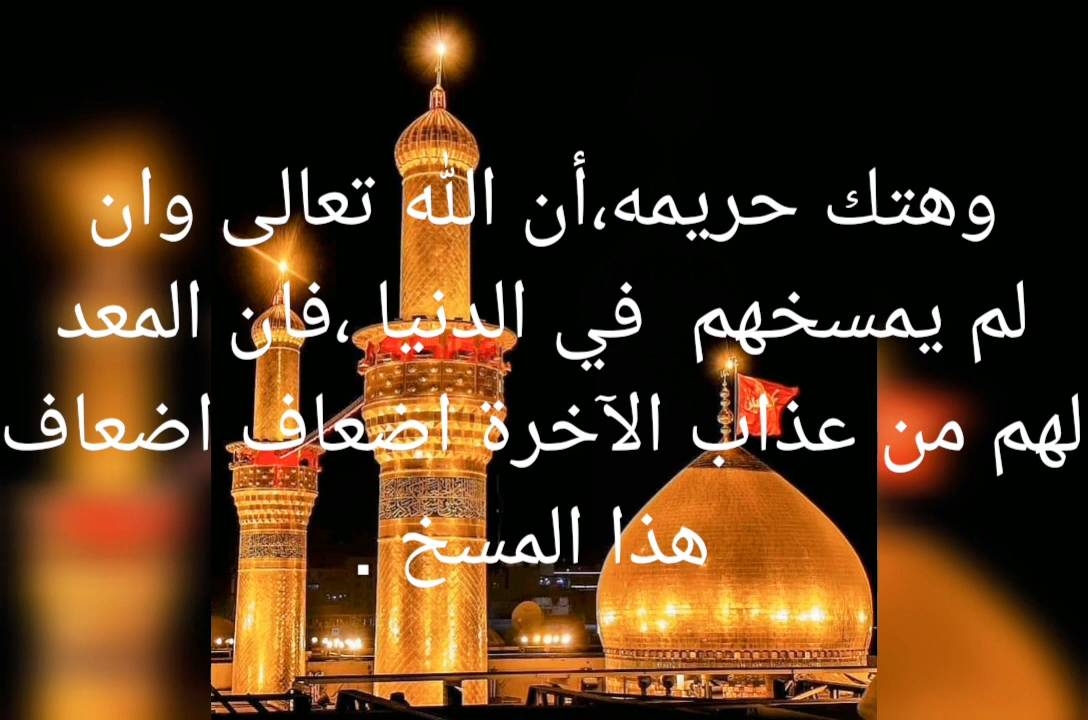 وهتك حريمه،أن الله تعالى وان
لم يمسخهم في الدنيا ،فان المعد
لهم من عذاب الآخرة اضعاف اضعاف
هذا المسخ .